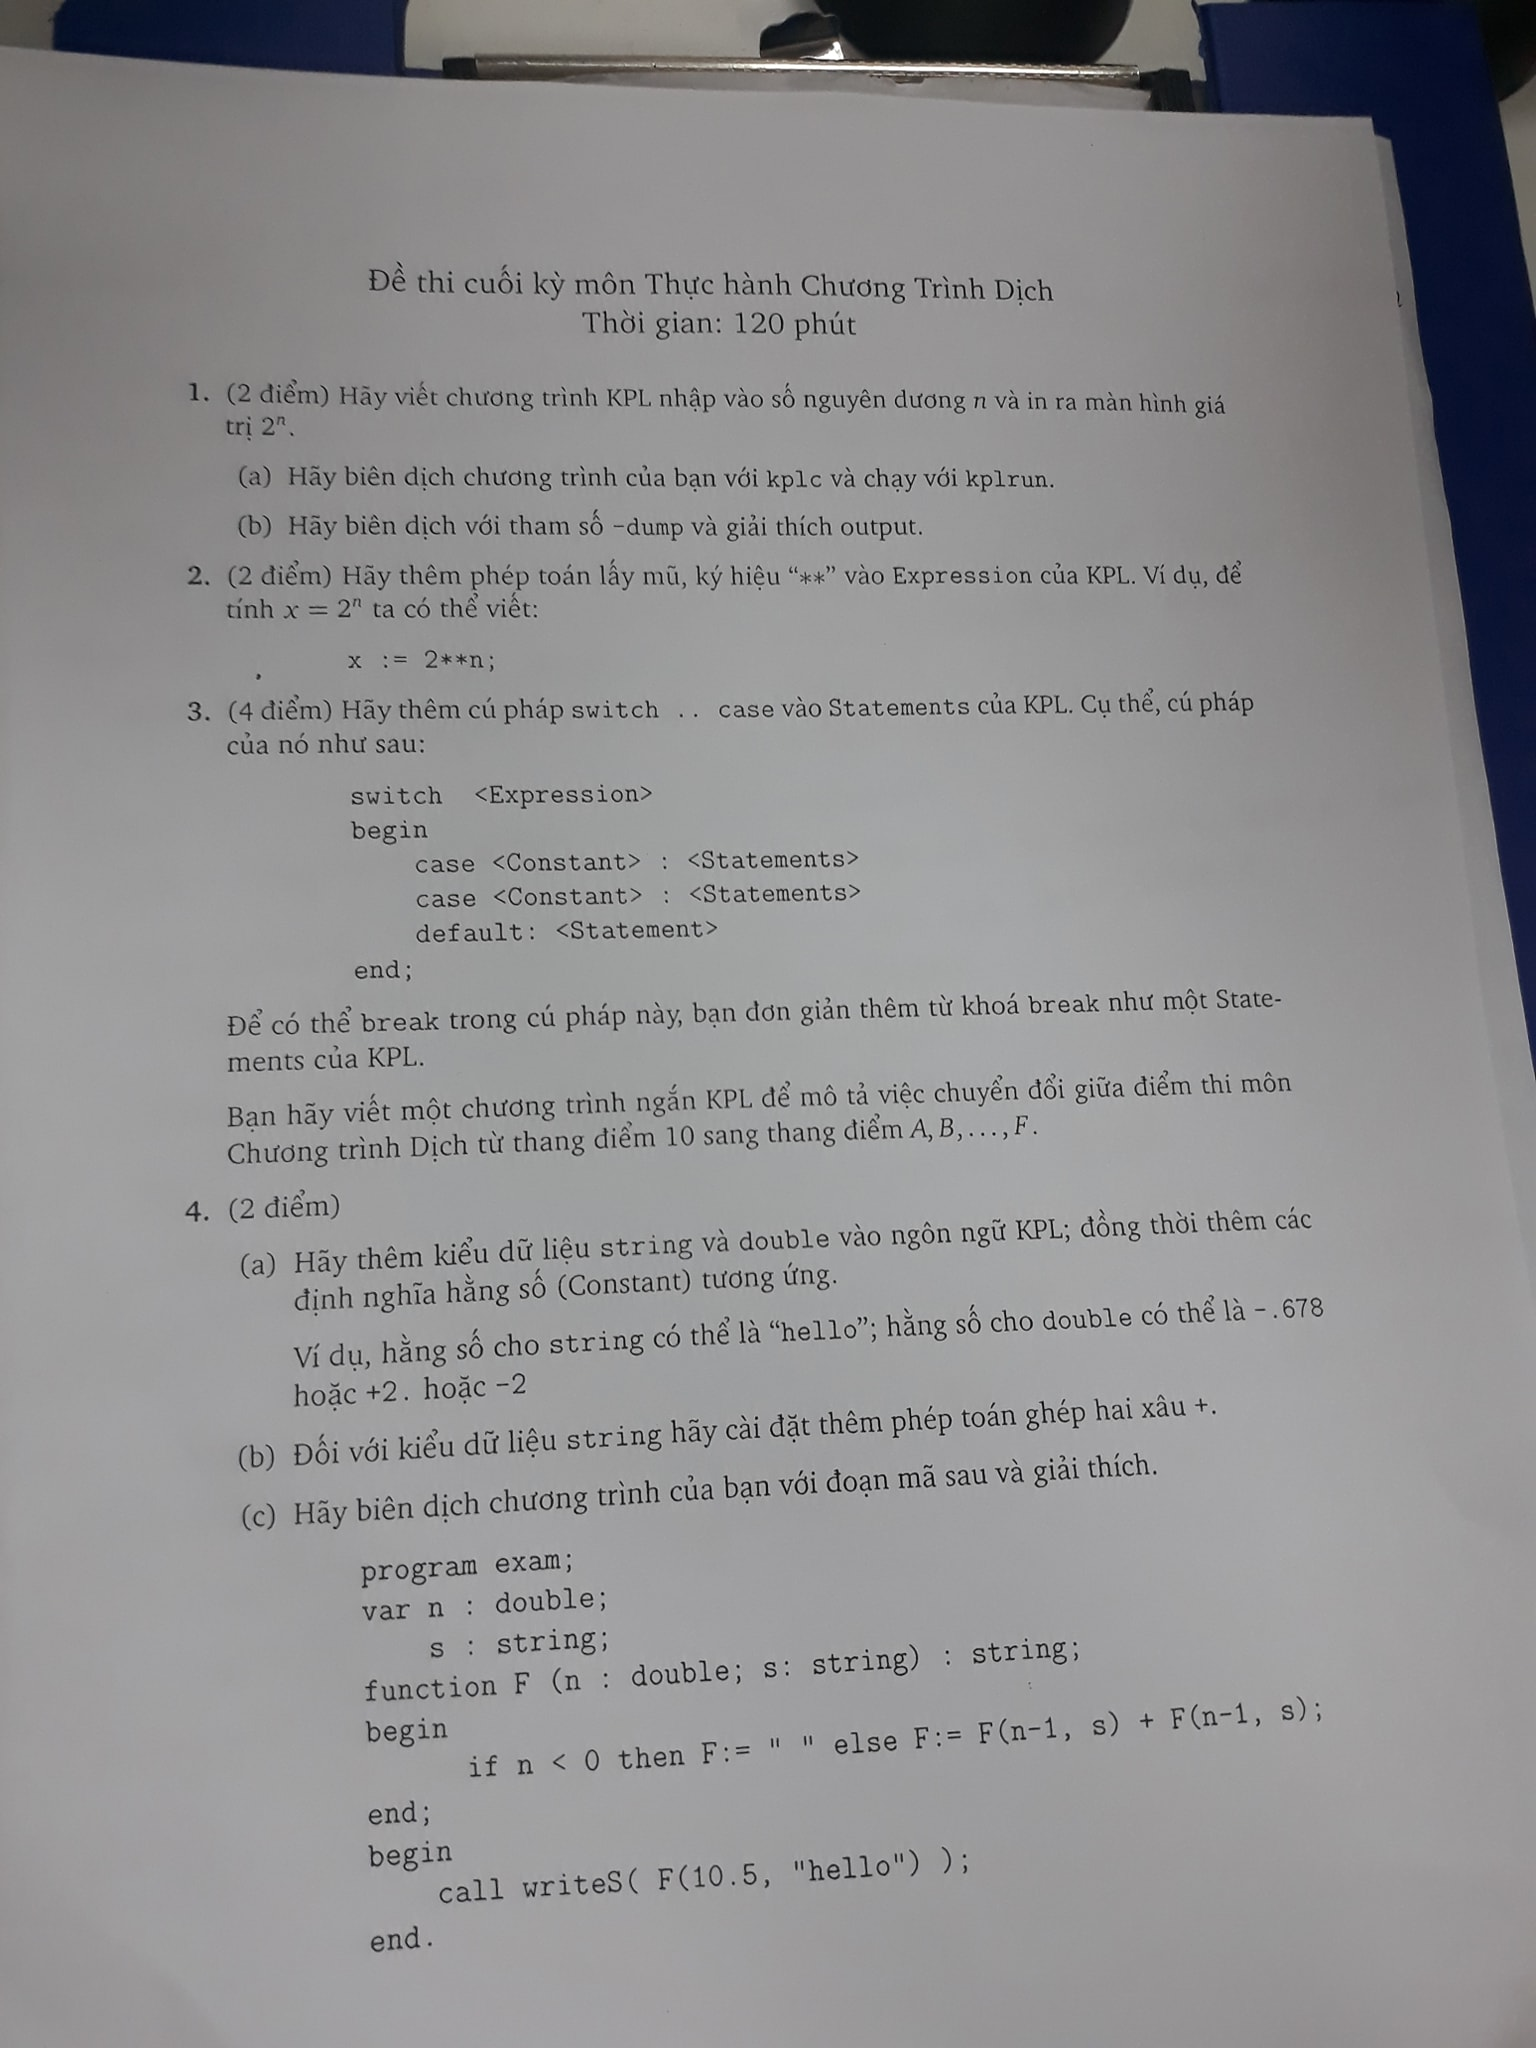 Đề thi cuối kỳ môn Thực hành Chương Trình Dịch
Thời gian: 120 phút
1. (2 điểm) Hãy viết chương trình KPL nhập vào số nguyên dương n và in ra màn hình giá
trị 2ⁿ.
(a) Hãy biên dịch chương trình của bạn với kplc và chạy với kplrun.
(b) Hãy biên dịch với tham số -dump và giải thích output.
2. (2 điểm) Hãy thêm phép toán lấy mũ, ký hiệu “**” vào Expression của KPL. Ví dụ, để
tính x = 2ⁿ ta có thể viết:
x := 2**n;
3. (4 điểm) Hãy thêm cú pháp switch .. case vào Statements của KPL. Cụ thể, cú pháp
của nó như sau:
switch <Expression>
begin
case <Constant> : <Statements>
case <Constant> : <Statements>
default: <Statement>
end;
Để có thể break trong cú pháp này, bạn đơn giản thêm từ khoá break như một State-
ments của KPL.
Bạn hãy viết một chương trình ngắn KPL để mô tả việc chuyển đổi giữa điểm thi môn
Chương trình Dịch từ thang điểm 10 sang thang điểm A, B, . . . , F.
4. (2 điểm)
(a) Hãy thêm kiểu dữ liệu string và double vào ngôn ngữ KPL; đồng thời thêm các
định nghĩa hằng số (Constant) tương ứng.
Ví dụ, hằng số cho string có thể là “hello”; hằng số cho double có thể là -.678
hoặc +2. hoặc -2
(b) Đối với kiểu dữ liệu string hãy cài đặt thêm phép toán ghép hai xâu +.
(c) Hãy biên dịch chương trình của bạn với đoạn mã sau và giải thích.
program exam;
var n : double;
s : string;
function F (n : double; s: string) : string;
begin
if n < 0 then F:= " " else F:= F(n-1, s) + F(n-1, s);
end;
begin
call writeS( F(10.5, "hello") );
end.